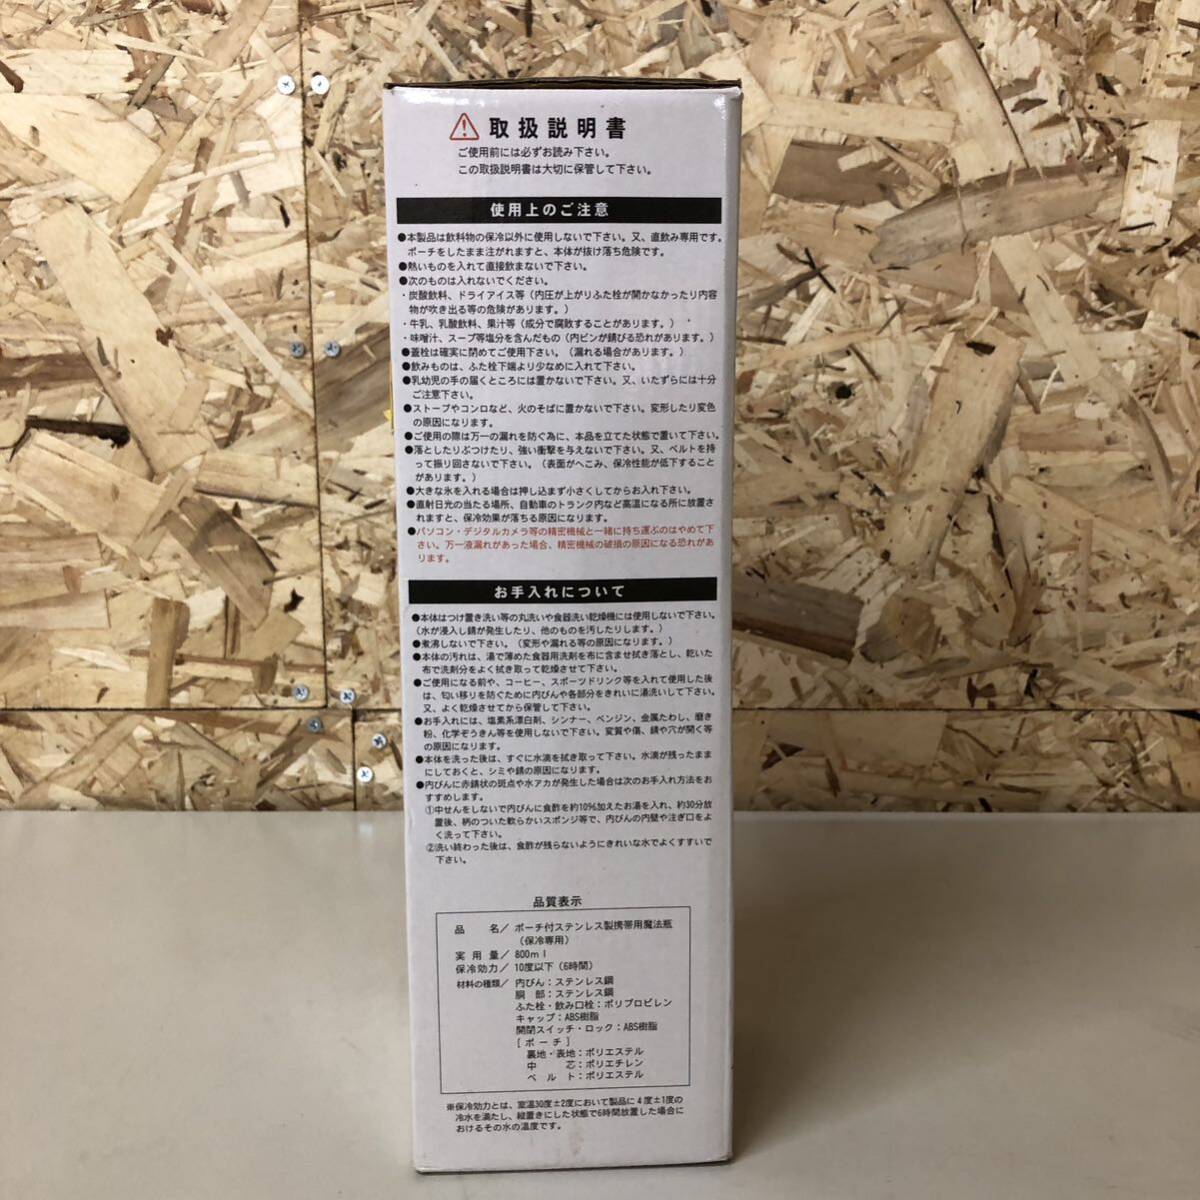 ⚠ 取扱説明書
ご使用前には必ずお読み下さい。
この取扱説明書は大切に保管して下さい。
使用上のご注意
●本製品は飲料物の保冷以外に使用しないで下さい。又、直飲み専用です。
ポーチをしたまま注がれますと、本体が抜け落ち危険です。
●熱いものを入れて直接飲まないで下さい。
●次のものは入れないでください。
・炭酸飲料、ドライアイス等（内圧が上がりふた栓が開かなかったり内容
物が吹き出る等の危険があります。）
・牛乳、乳酸飲料、果汁等（成分で腐敗することがあります。）
・味噌汁、スープ等塩分を含んだもの（内ビンが錆びる恐れがあります。）
●蓋栓は確実に閉めてご使用下さい。（漏れる場合があります。）
●飲みものは、ふた栓下端より少なめに入れて下さい。
●乳幼児の手の届くところには置かないで下さい。又、いたずらには十分
ご注意下さい。
●ストーブやコンロなど、火のそばに置かないで下さい。変形したり変色
の原因になります。
●ご使用の際は万一の漏れを防ぐ為に、本品を立てた状態で置いて下さい。
●落としたりぶつけたり、強い衝撃を与えないで下さい。又、ベルトを持
って振り回さないで下さい。（表面がへこみ、保冷性能が低下すること
があります。）
●大きな氷を入れる場合は押し込まず小さくしてからお入れ下さい。
●直射日光の当たる場所、自動車のトランク内など高温になる所に放置さ
れますと、保冷効果が落ちる原因になります。
●パソコン・デジタルカメラ等の精密機械と一緒に持ち運ぶのはやめて下
さい。万一液漏れがあった場合、精密機械の破損の原因になる恐れがあ
ります。
お手入れについて
●本体はつけ置き洗い等の丸洗いや食器洗い乾燥機には使用しないで下さい。
（水が浸入し錆が発生したり、他のものを汚したりします。）
●煮沸しないで下さい。（変形や漏れる等の原因になります。）
●本体の汚れは、湯で薄めた食器用洗剤を布に含ませ拭き落とし、乾いた
布で洗剤分をよく拭き取って乾燥させて下さい。
●ご使用になる前や、コーヒー、スポーツドリンク等を入れて使用した後
は、匂い移りを防ぐために内びんや各部分をきれいに湯洗いして下さい。
又、よく乾燥させてから保管して下さい。
●お手入れには、塩素系漂白剤、シンナー、ベンジン、金属たわし、磨き
粉、化学ぞうきん等を使用しないで下さい。変質や傷、錆や穴が開く等
の原因になります。
●本体を洗った後は、すぐに水滴を拭き取って下さい。水滴が残ったまま
にしておくと、シミや錆の原因になります。
●内びんに赤錆状の斑点や水アカが発生した場合は次のお手入れ方法をお
すすめします。
①中せんをしないで内びんに食酢を約10％加えたお湯を入れ、約30分放
置後、柄のついた軟らかいスポンジ等で、内びんの内壁や注ぎ口をよ
く洗って下さい。
②洗い終わった後は、食酢が残らないようにきれいな水でよくすすいで
下さい。
品質表示
品　　名／ポーチ付ステンレス製携帯用魔法瓶
（保冷専用）
実 用 量／800ｍｌ
保冷効力／10度以下（6時間）
材料の種類／内びん：ステンレス鋼
胴　部：ステンレス鋼
ふた栓・飲み口栓：ポリプロピレン
キャップ：ABS樹脂
開閉スイッチ・ロック：ABS樹脂
［ポーチ］
裏地・表地：ポリエステル
中　　芯：ポリエチレン
ベ　ル　ト：ポリエステル
※保冷効力とは、室温30度±2度において製品に４度±1度の
冷水を満たし、縦置きにした状態で6時間放置した場合に
おけるその水の温度です。